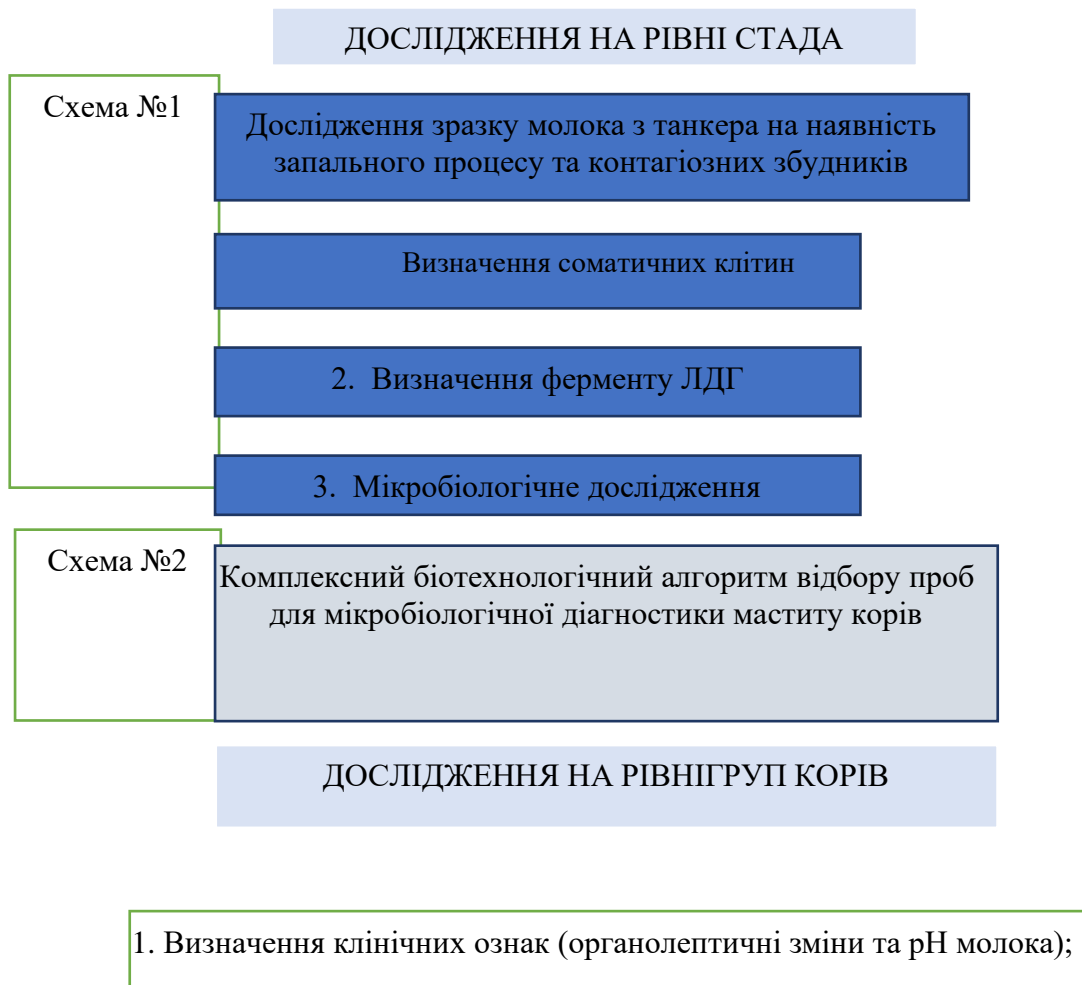 ДОСЛІДЖЕННЯ НА РІВНІ СТАДА
Схема №1
Дослідження зразку молока з танкера на наявність
запального процесу та контагіозних збудників
Визначення соматичних клітин
2. Визначення ферменту ЛДГ
3. Мікробіологічне дослідження
Схема №2
Комплексний біотехнологічний алгоритм відбору проб
для мікробіологічної діагностики маститу корів
ДОСЛІДЖЕННЯ НА РІВНІГРУП КОРІВ
1. Визначення клінічних ознак (органолептичні зміни та рН молока);